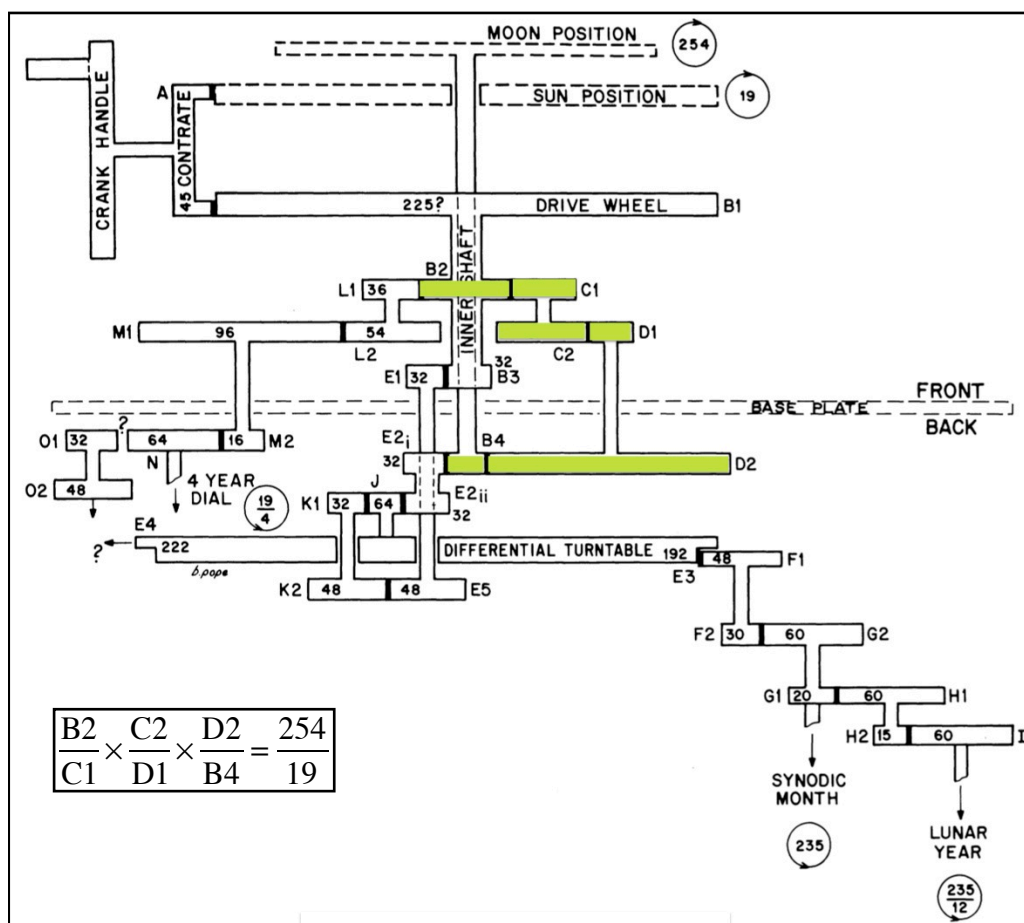 MOON POSITION
254
A
SUN POSITION
19
CRANK HANDLE
45 CONTRATE
225?
DRIVE WHEEL
B1
INNER SHAFT
B2
L1
36
C1
M1
96
54
D1
L2
C2
32
E1
32
B3
FRONT
BASE PLATE
BACK
?
O1
32
64
16
M2
E2i
B4
N
32
D2
O2
48
4 YEAR
DIAL
19
4
J
K1
32
64
E2ii
32
E4
?
222
DIFFERENTIAL TURNTABLE
192
48
F1
b.pope
E3
K2
48
48
E5
F2
30
60
G2
G1
20
60
H1
H2
15
60
I
B2/C1 × C2/D1 × D2/B4 = 254/19
SYNODIC
MONTH
235
LUNAR
YEAR
235
12